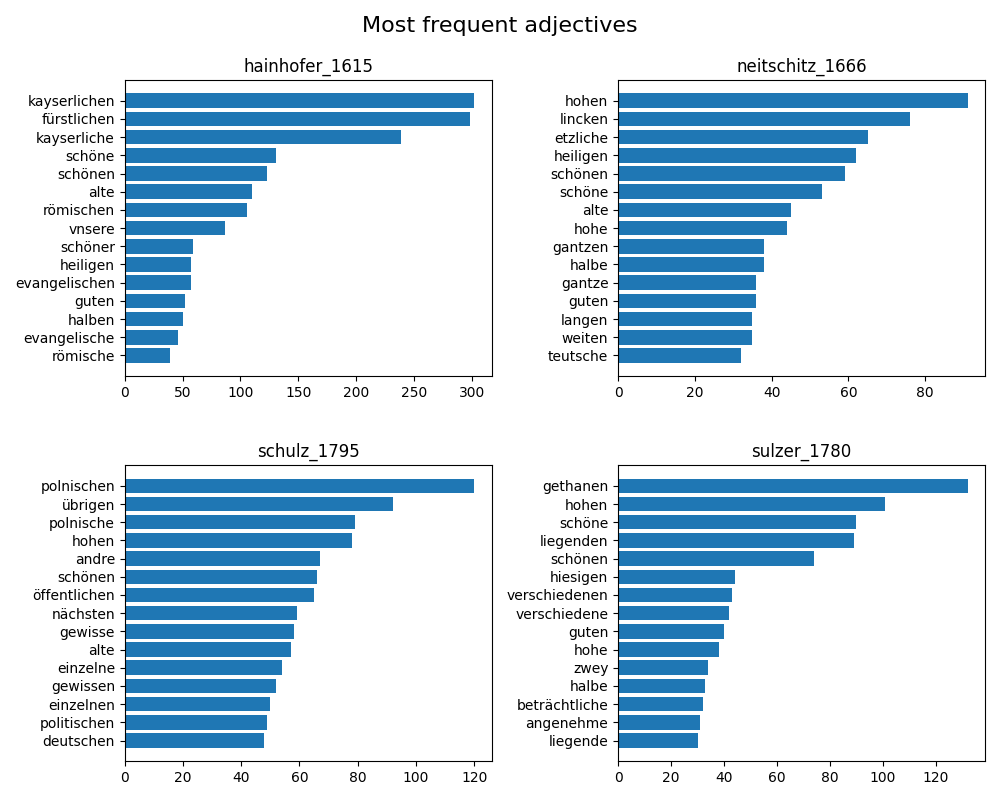 Most frequent adjectives
hainhofer_1615
kayserlichen
fürstlichen
kayserliche
schöne
schönen
alte
römischen
vnsere
schöner
heiligen
evangelischen
guten
halben
evangelische
römische
0 50 100 150 200 250 300
neitschitz_1666
hohen
lincken
etzliche
heiligen
schönen
schöne
alte
hohe
gantzen
halbe
gantze
guten
langen
weiten
teutsche
0 20 40 60 80
schulz_1795
polnischen
übrigen
polnische
hohen
andre
schönen
öffentlichen
nächsten
gewisse
alte
einzelne
gewissen
einzelnen
politischen
deutschen
0 20 40 60 80 100 120
sulzer_1780
gethanen
hohen
schöne
liegenden
schönen
hiesigen
verschiedenen
verschiedene
guten
hohe
zwey
halbe
beträchtliche
angenehme
liegende
0 20 40 60 80 100 120